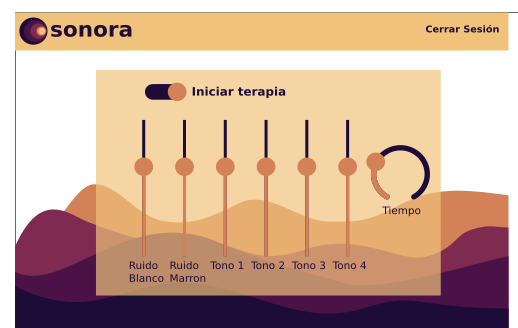 sonora
Cerrar Sesión
Iniciar terapia
Tiempo
Ruido Ruido Tono 1 Tono 2 Tono 3 Tono 4
Blanco Marron